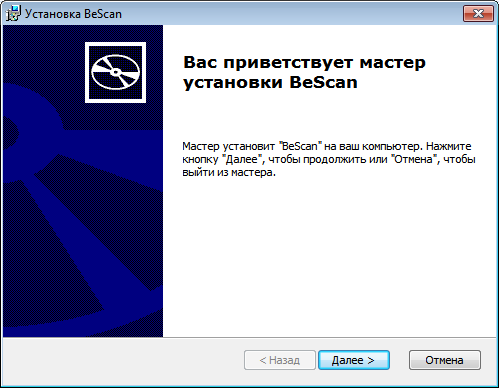 Установка BeScan
Вас приветствует мастер
установки BeScan
Мастер установит "BeScan" на ваш компьютер. Нажмите
кнопку "Далее", чтобы продолжить или "Отмена", чтобы
выйти из мастера.
< Назад Далее > Отмена